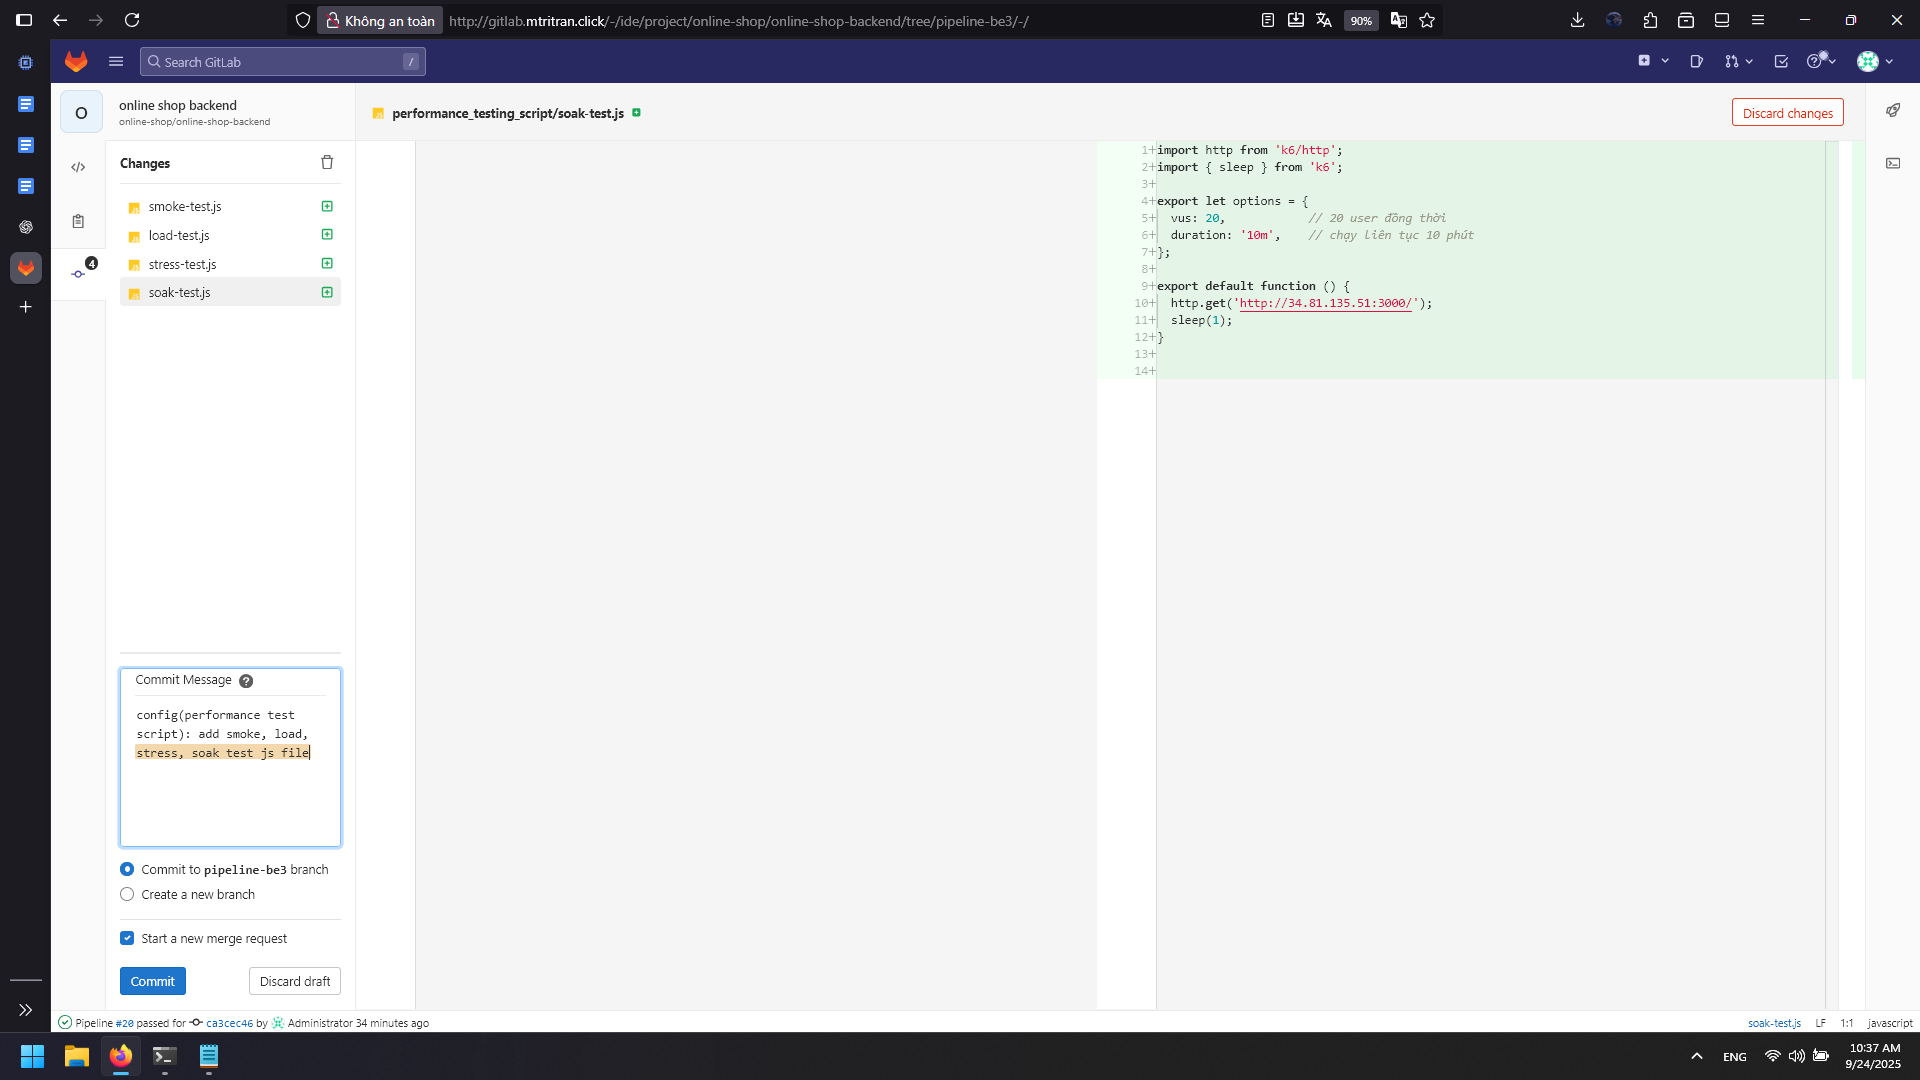 Không an toàn
http://gitlab.mtritran.click/-/ide/project/online-shop/online-shop-backend/tree/pipeline-be3/-/
90%
Search GitLab
/
O
online shop backend
online-shop/online-shop-backend
performance_testing_script/soak-test.js
Discard changes
Changes
smoke-test.js
load-test.js
stress-test.js
soak-test.js
4
1+ import http from 'k6/http';
2+ import { sleep } from 'k6';
3+
4+ export let options = {
5+ vus: 20, // 20 user đồng thời
6+ duration: '10m', // chạy liên tục 10 phút
7+ };
8+
9+ export default function () {
10+ http.get('http://34.81.135.51:3000/');
11+ sleep(1);
12+ }
13+
14+
Commit Message ?
config(performance test
script): add smoke, load,
stress, soak test js file
Commit to pipeline-be3 branch
Create a new branch
Start a new merge request
Commit
Discard draft
Pipeline #20 passed for ca3cec46 by Administrator 34 minutes ago
soak-test.js LF 1:1 javascript
ENG
10:37 AM
9/24/2025